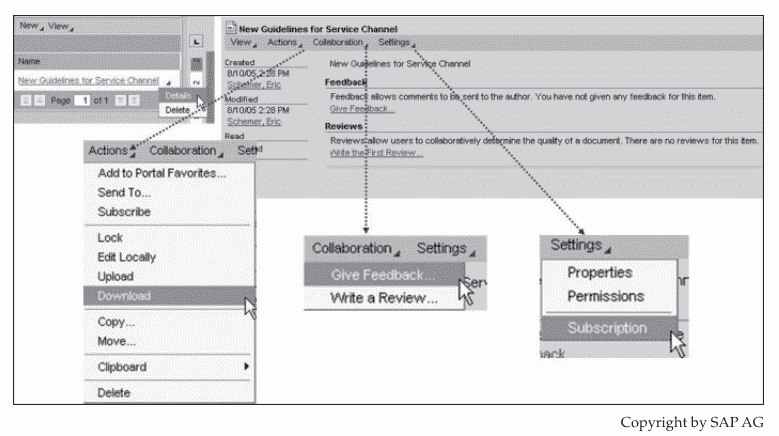 New View
Name
New Guidelines for Service Channel
Page 1 of 1
Details
Delete
New Guidelines for Service Channel
View Actions Collaboration Settings
Created
8/10/05 2:28 PM
Schemer, Eric
Modified
8/10/05 2:28 PM
Schemer, Eric
Read
New Guidelines for Service Channel
Feedback
Feedback allows comments to be sent to the author. You have not given any feedback for this item.
Give Feedback...
Reviews
Reviews allow users to collaboratively determine the quality of a document. There are no reviews for this item.
Write the First Review...
Actions Collaboration Sett
Add to Portal Favorites...
Send To...
Subscribe
Lock
Edit Locally
Upload
Download
Copy...
Move...
Clipboard
Delete
Collaboration Settings
Give Feedback...
Write a Review...
Ser
Settings
Properties
Permissions
Subscription
back
Copyright by SAP AG